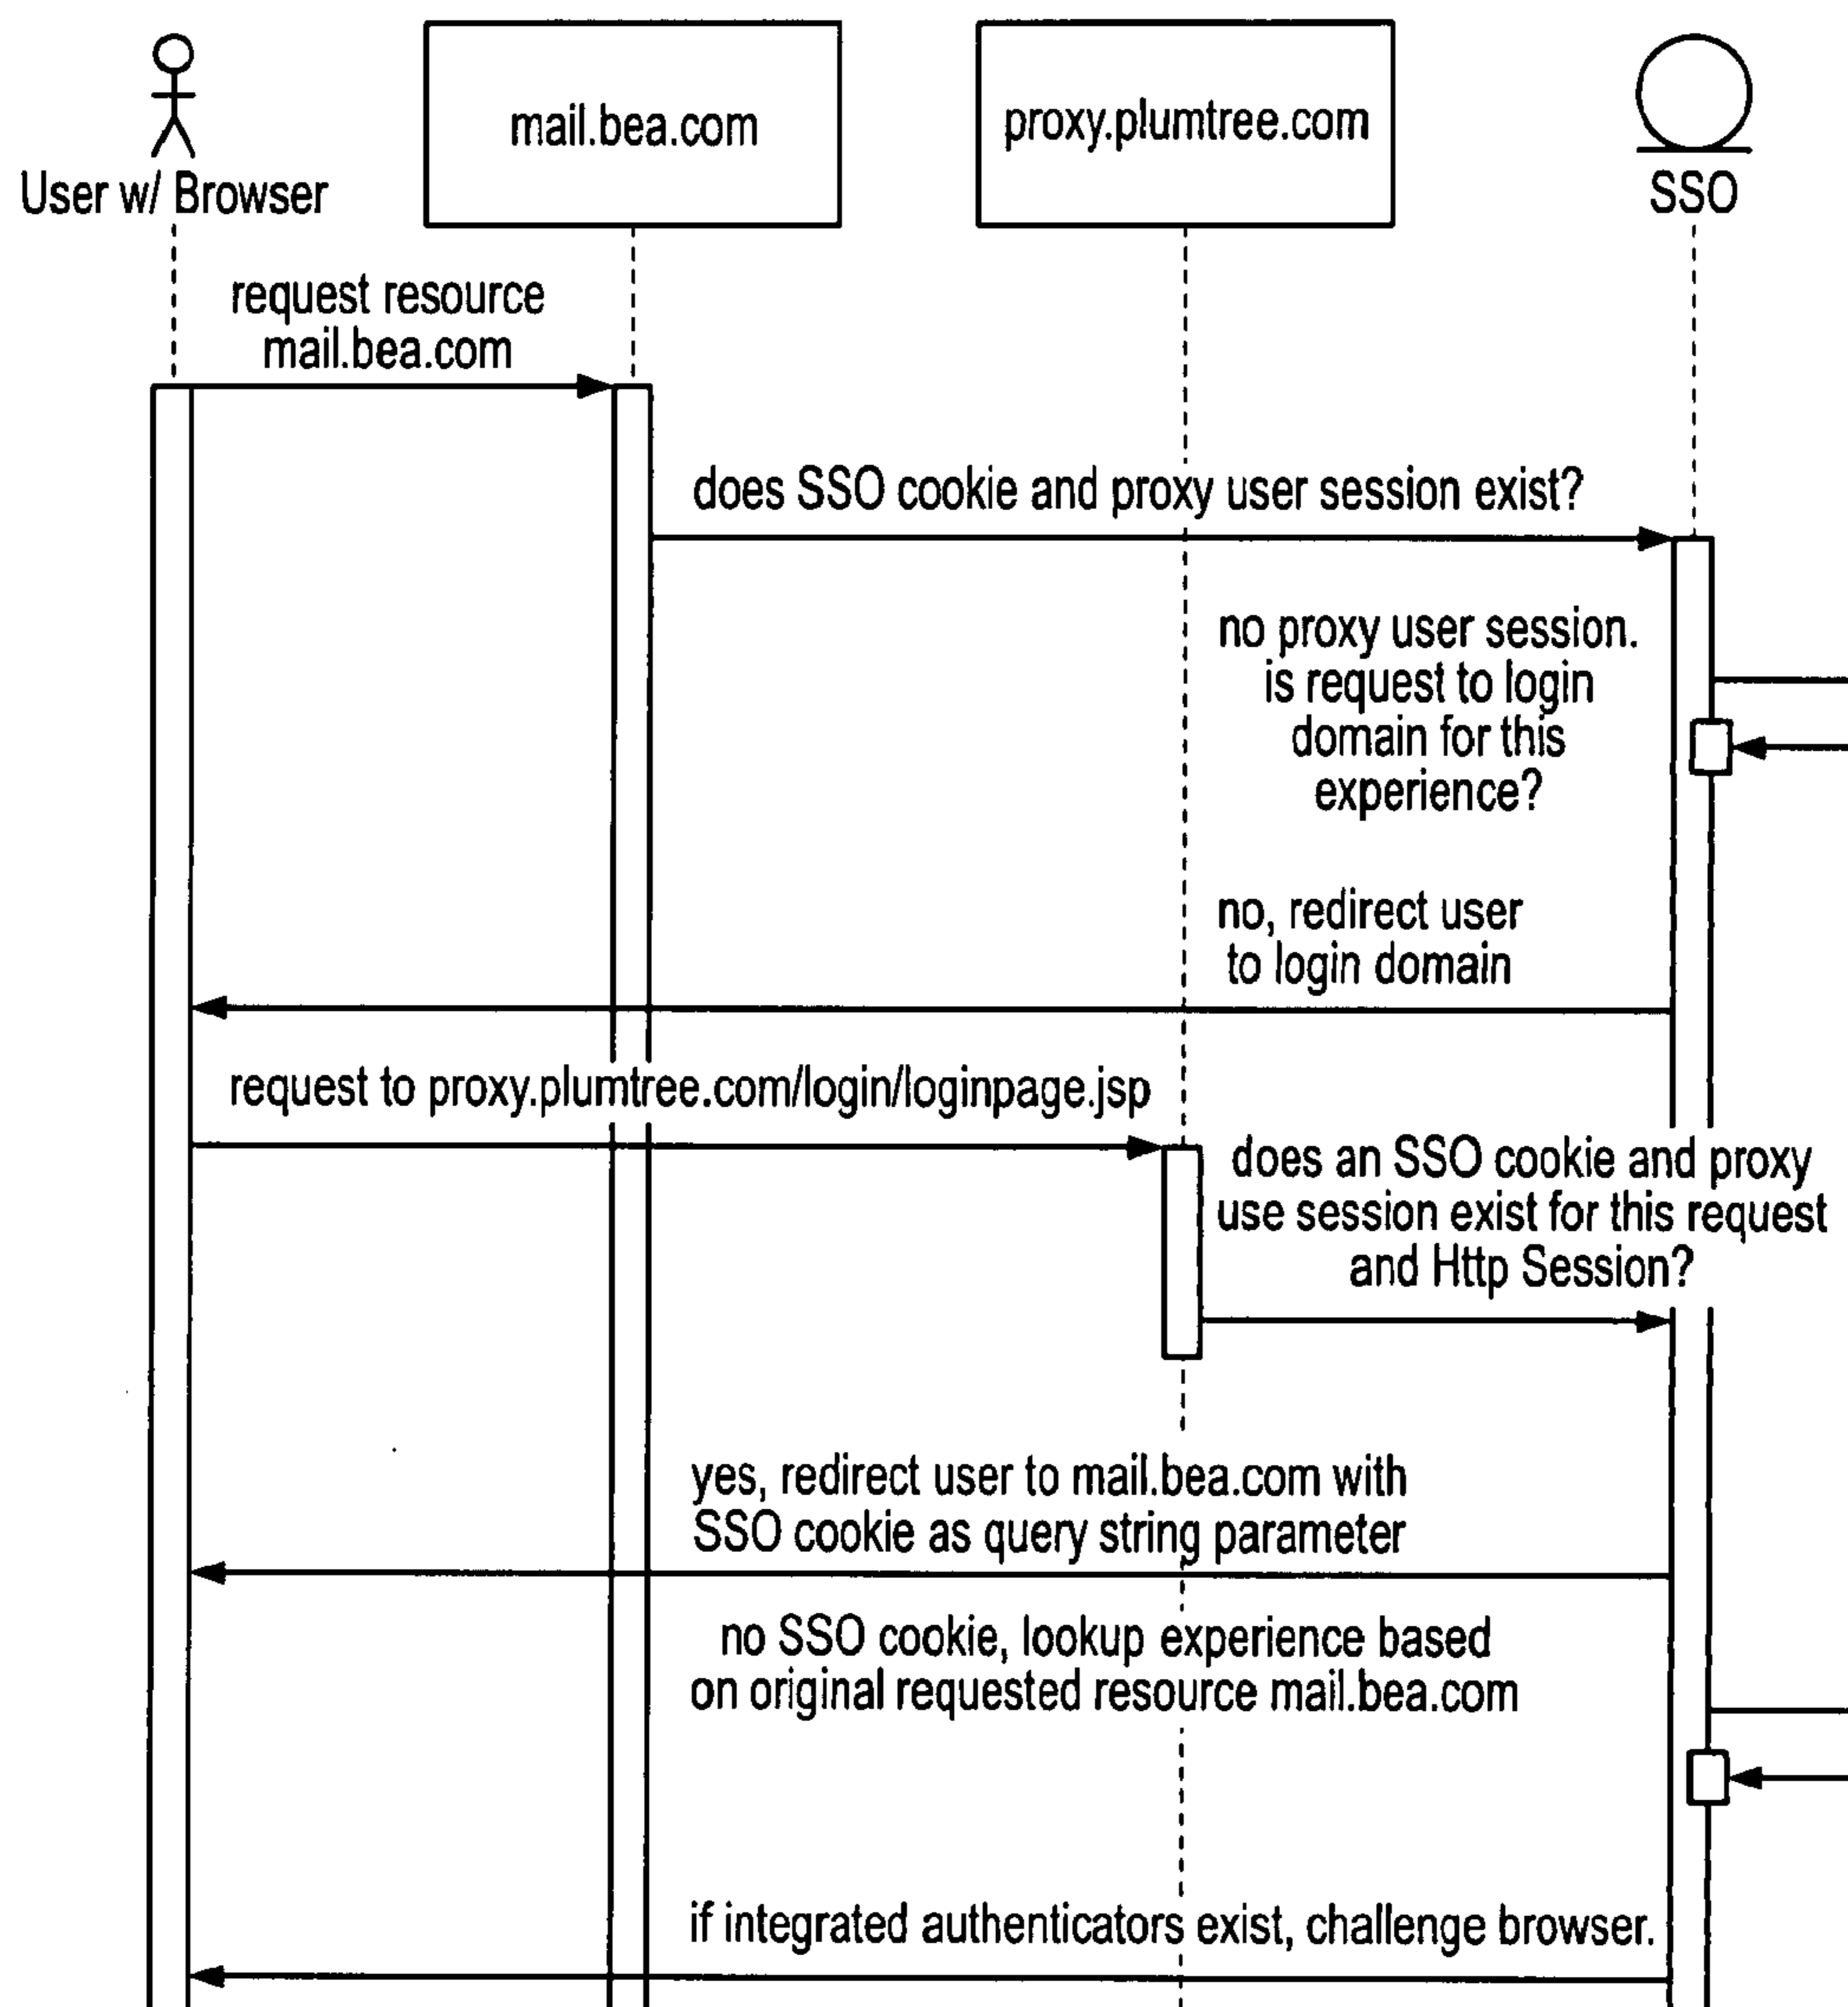 User w/ Browser
mail.bea.com
proxy.plumtree.com
SSO
request resource
mail.bea.com
does SSO cookie and proxy user session exist?
no proxy user session.
is request to login
domain for this
experience?
no, redirect user
to login domain
request to proxy.plumtree.com/login/loginpage.jsp
does an SSO cookie and proxy
use session exist for this request
and Http Session?
yes, redirect user to mail.bea.com with
SSO cookie as query string parameter
no SSO cookie, lookup experience based
on original requested resource mail.bea.com
if integrated authenticators exist, challenge browser.